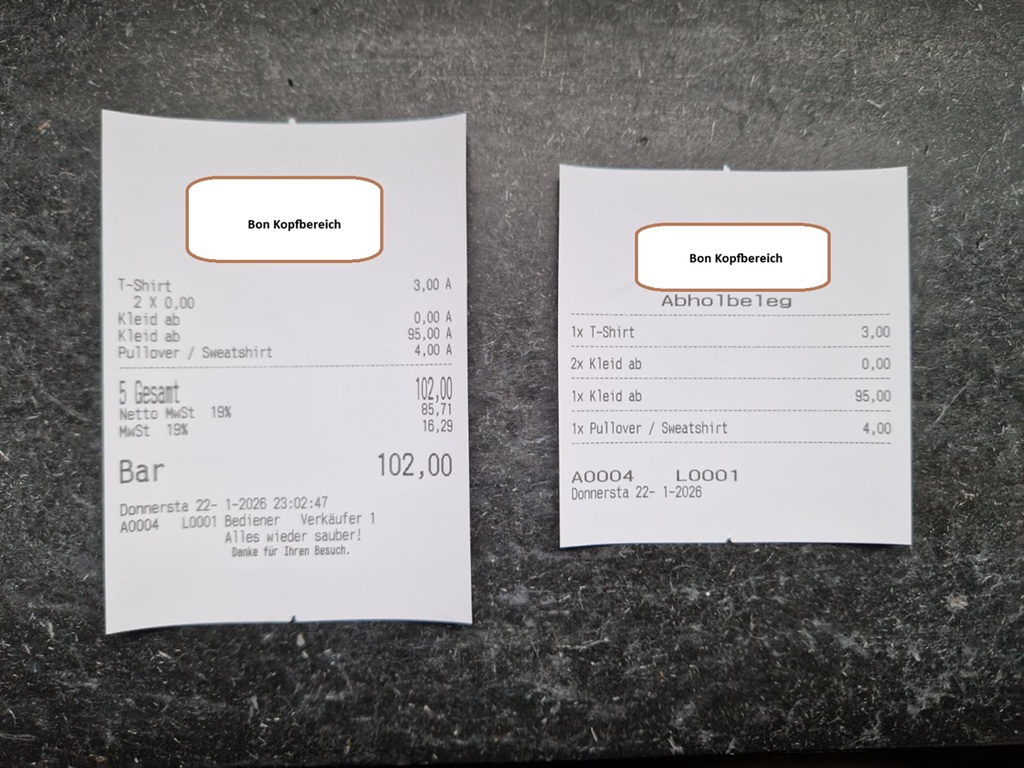 Bon Kopfbereich
T-Shirt 3,00 A
2 X 0,00
Kleid ab 0,00 A
Kleid ab 95,00 A
Pullover / Sweatshirt 4,00 A
5 Gesamt 102,00
Netto MwSt 19% 85,71
MwSt 19% 16,29
Bar 102,00
Donnersta 22- 1-2026 23:02:47
A0004 L0001 Bediener Verkäufer 1
Alles wieder sauber!
Danke für Ihren Besuch.
Bon Kopfbereich
Abholbeleg
1x T-Shirt 3,00
2x Kleid ab 0,00
1x Kleid ab 95,00
1x Pullover / Sweatshirt 4,00
A0004 L0001
Donnersta 22- 1-2026